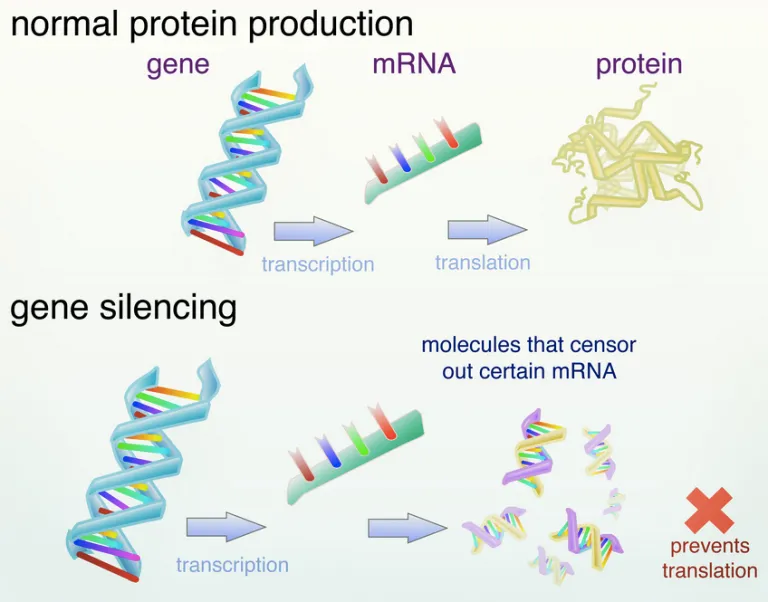 normal protein production
gene mRNA protein
transcription translation
gene silencing
molecules that censor
out certain mRNA
transcription
prevents
translation